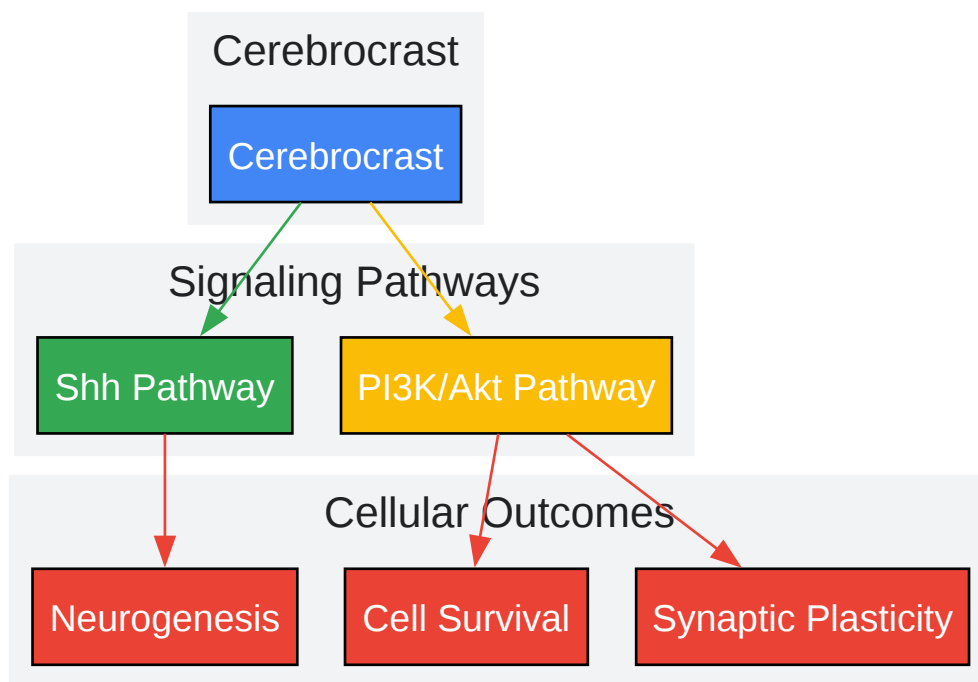 Cerebrocrast
Cerebrocrast
Signaling Pathways
Shh Pathway
PI3K/Akt Pathway
Cellular Outcomes
Neurogenesis
Cell Survival
Synaptic Plasticity